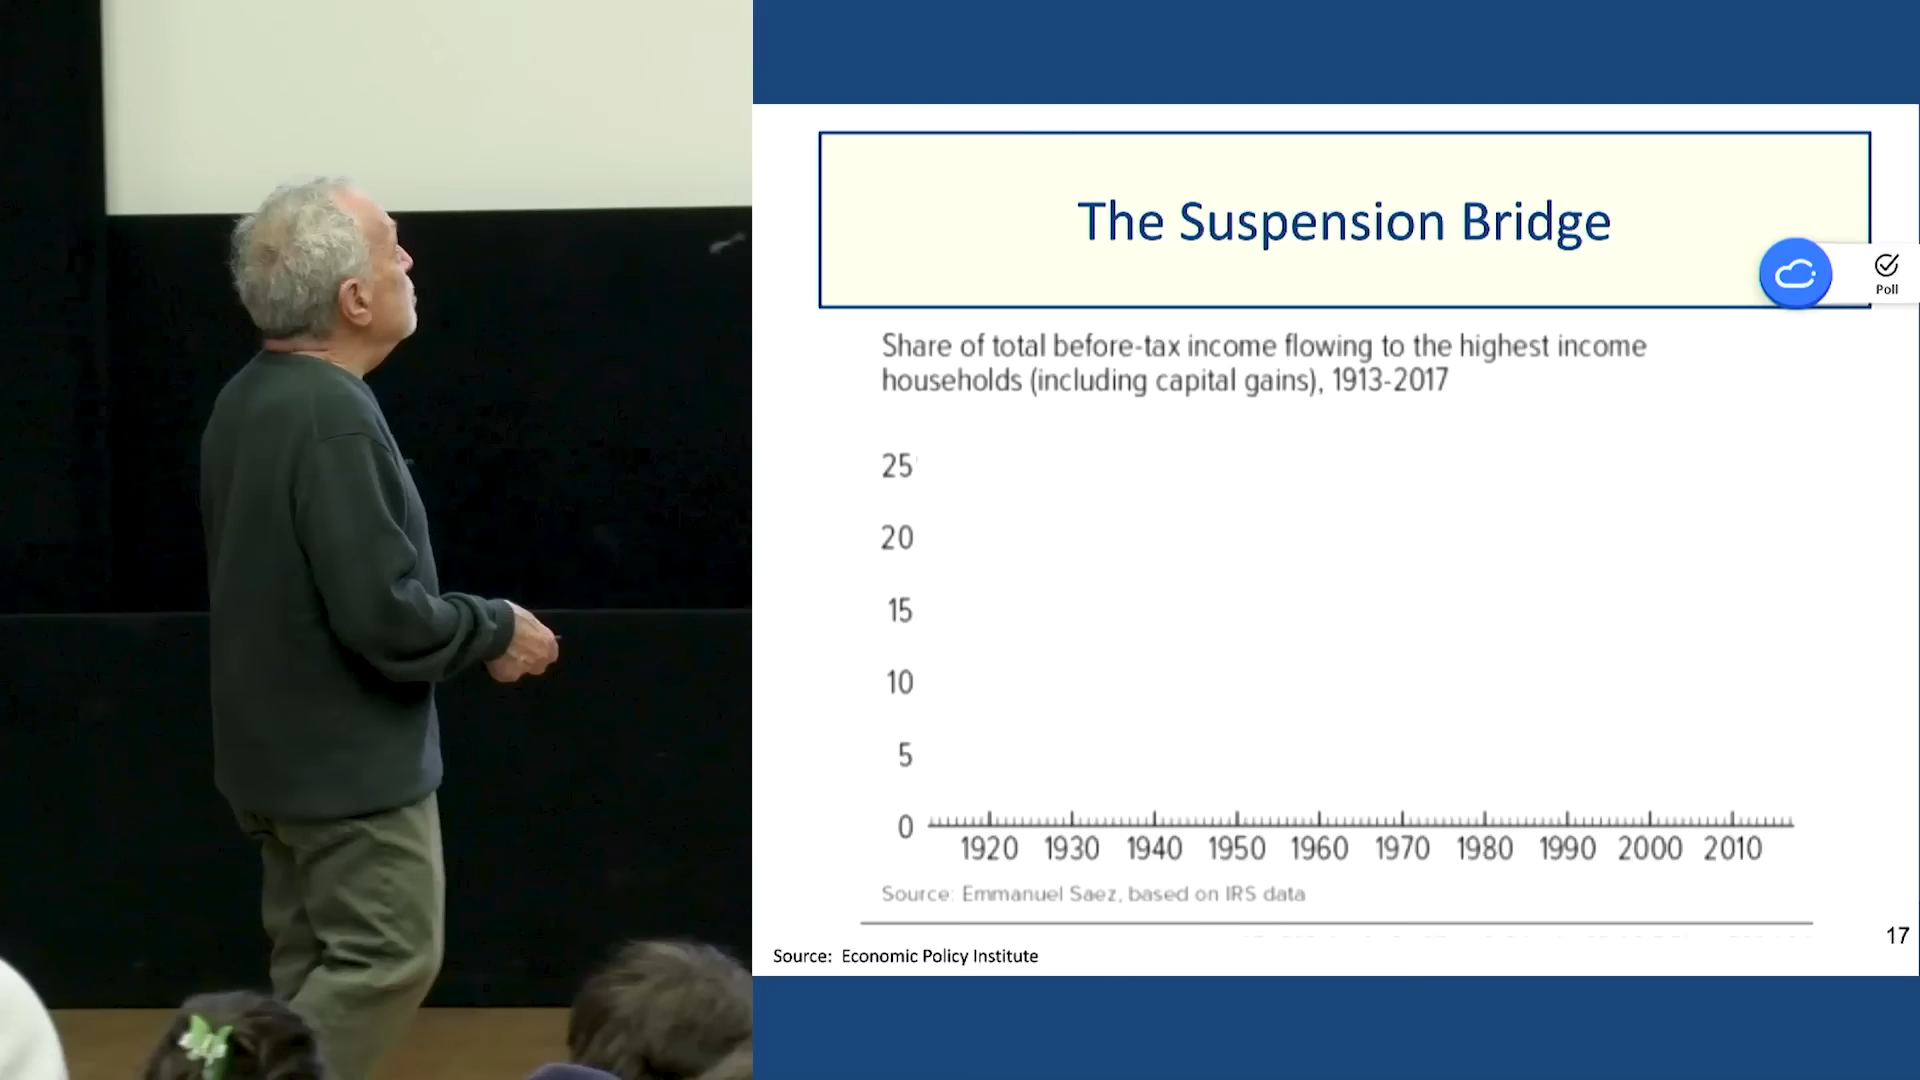 The Suspension Bridge
Poll
Share of total before-tax income flowing to the highest income
households (including capital gains), 1913-2017
25
20
15
10
5
0
1920 1930 1940 1950 1960 1970 1980 1990 2000 2010
Source: Emmanuel Saez, based on IRS data
17
Source: Economic Policy Institute